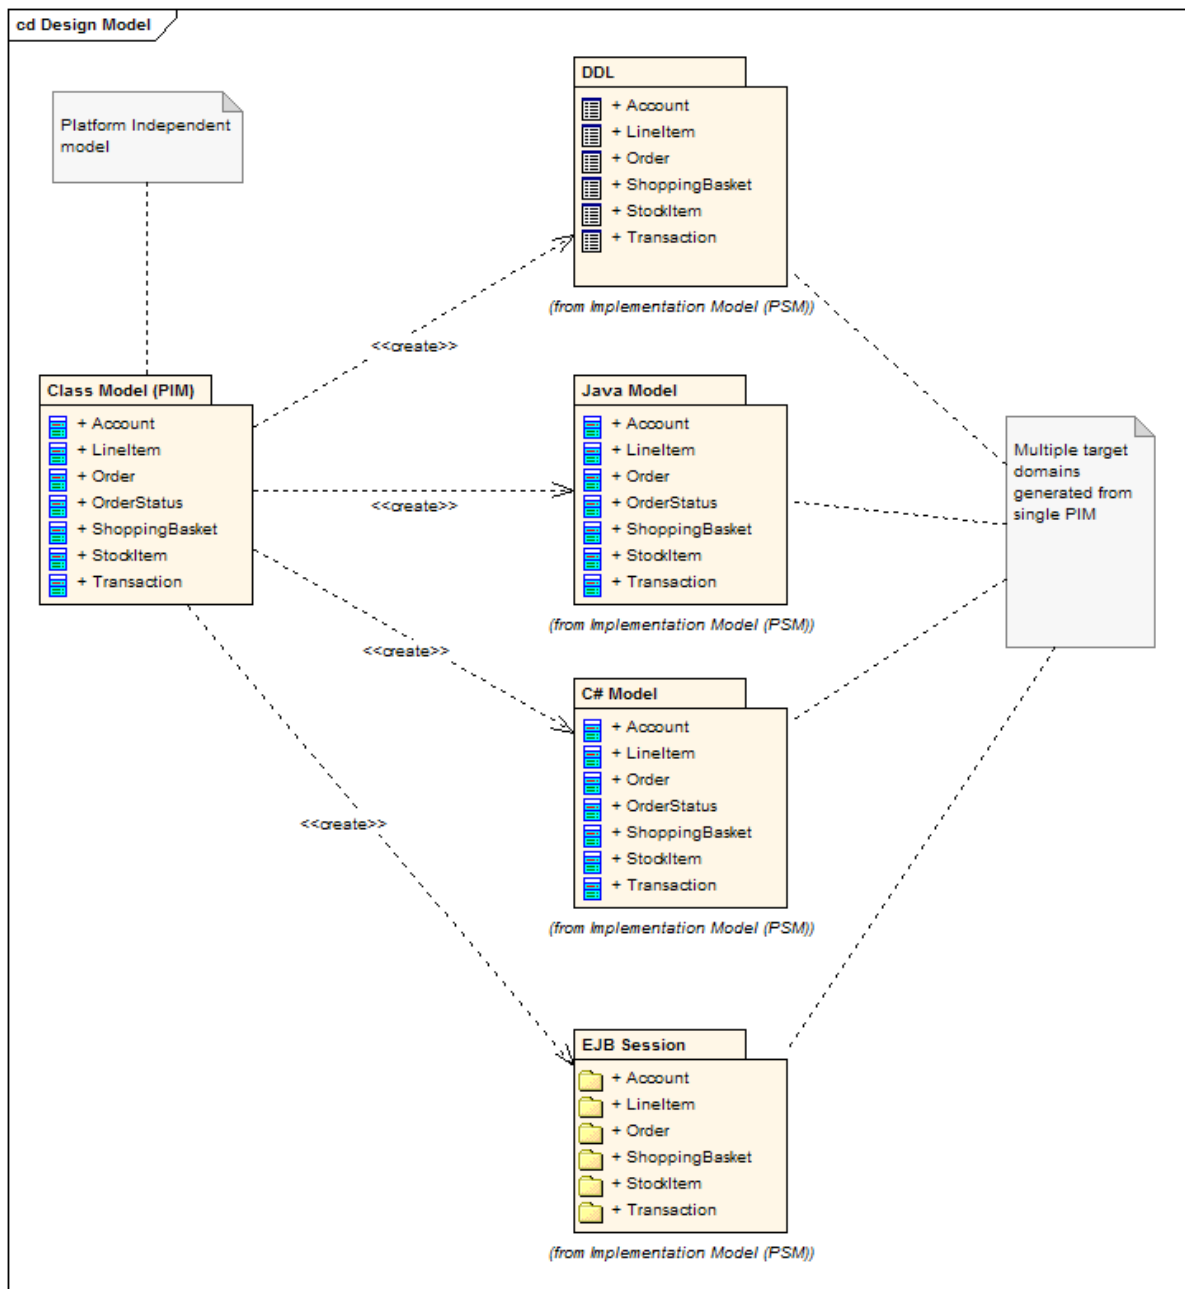 cd Design Model
Platform Independent
model
DDL
+ Account
+ LineItem
+ Order
+ ShoppingBasket
+ StockItem
+ Transaction
(from Implementation Model (PSM))
<<create>>
Class Model (PIM)
+ Account
+ LineItem
+ Order
+ OrderStatus
+ ShoppingBasket
+ StockItem
+ Transaction
<<create>>
Java Model
+ Account
+ LineItem
+ Order
+ OrderStatus
+ ShoppingBasket
+ StockItem
+ Transaction
(from Implementation Model (PSM))
Multiple target
domains
generated from
single PIM
<<create>>
C# Model
+ Account
+ LineItem
+ Order
+ OrderStatus
+ ShoppingBasket
+ StockItem
+ Transaction
(from Implementation Model (PSM))
<<create>>
EJB Session
+ Account
+ LineItem
+ Order
+ ShoppingBasket
+ StockItem
+ Transaction
(from Implementation Model (PSM))